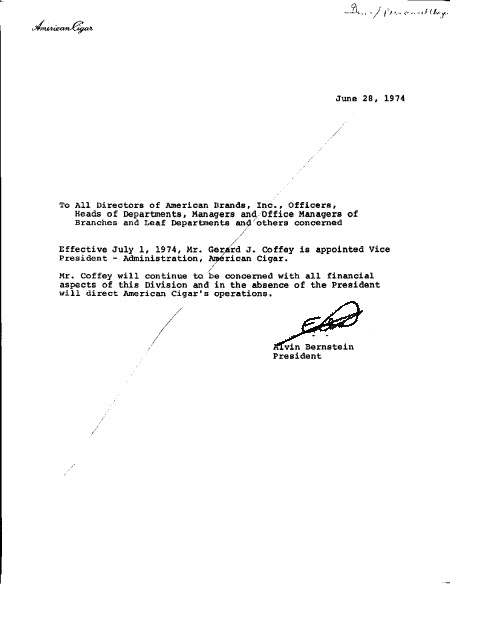 American Cigar
June 28, 1974
To All Directors of American Brands, Inc., Officers,
Heads of Departments, Managers and Office Managers of
Branches and Leaf Departments and others concerned
Effective July 1, 1974, Mr. Gerard J. Coffey is appointed Vice
President - Administration, American Cigar.
Mr. Coffey will continue to be concerned with all financial
aspects of this Division and in the absence of the President
will direct American Cigar's operations.
Alvin Bernstein
President